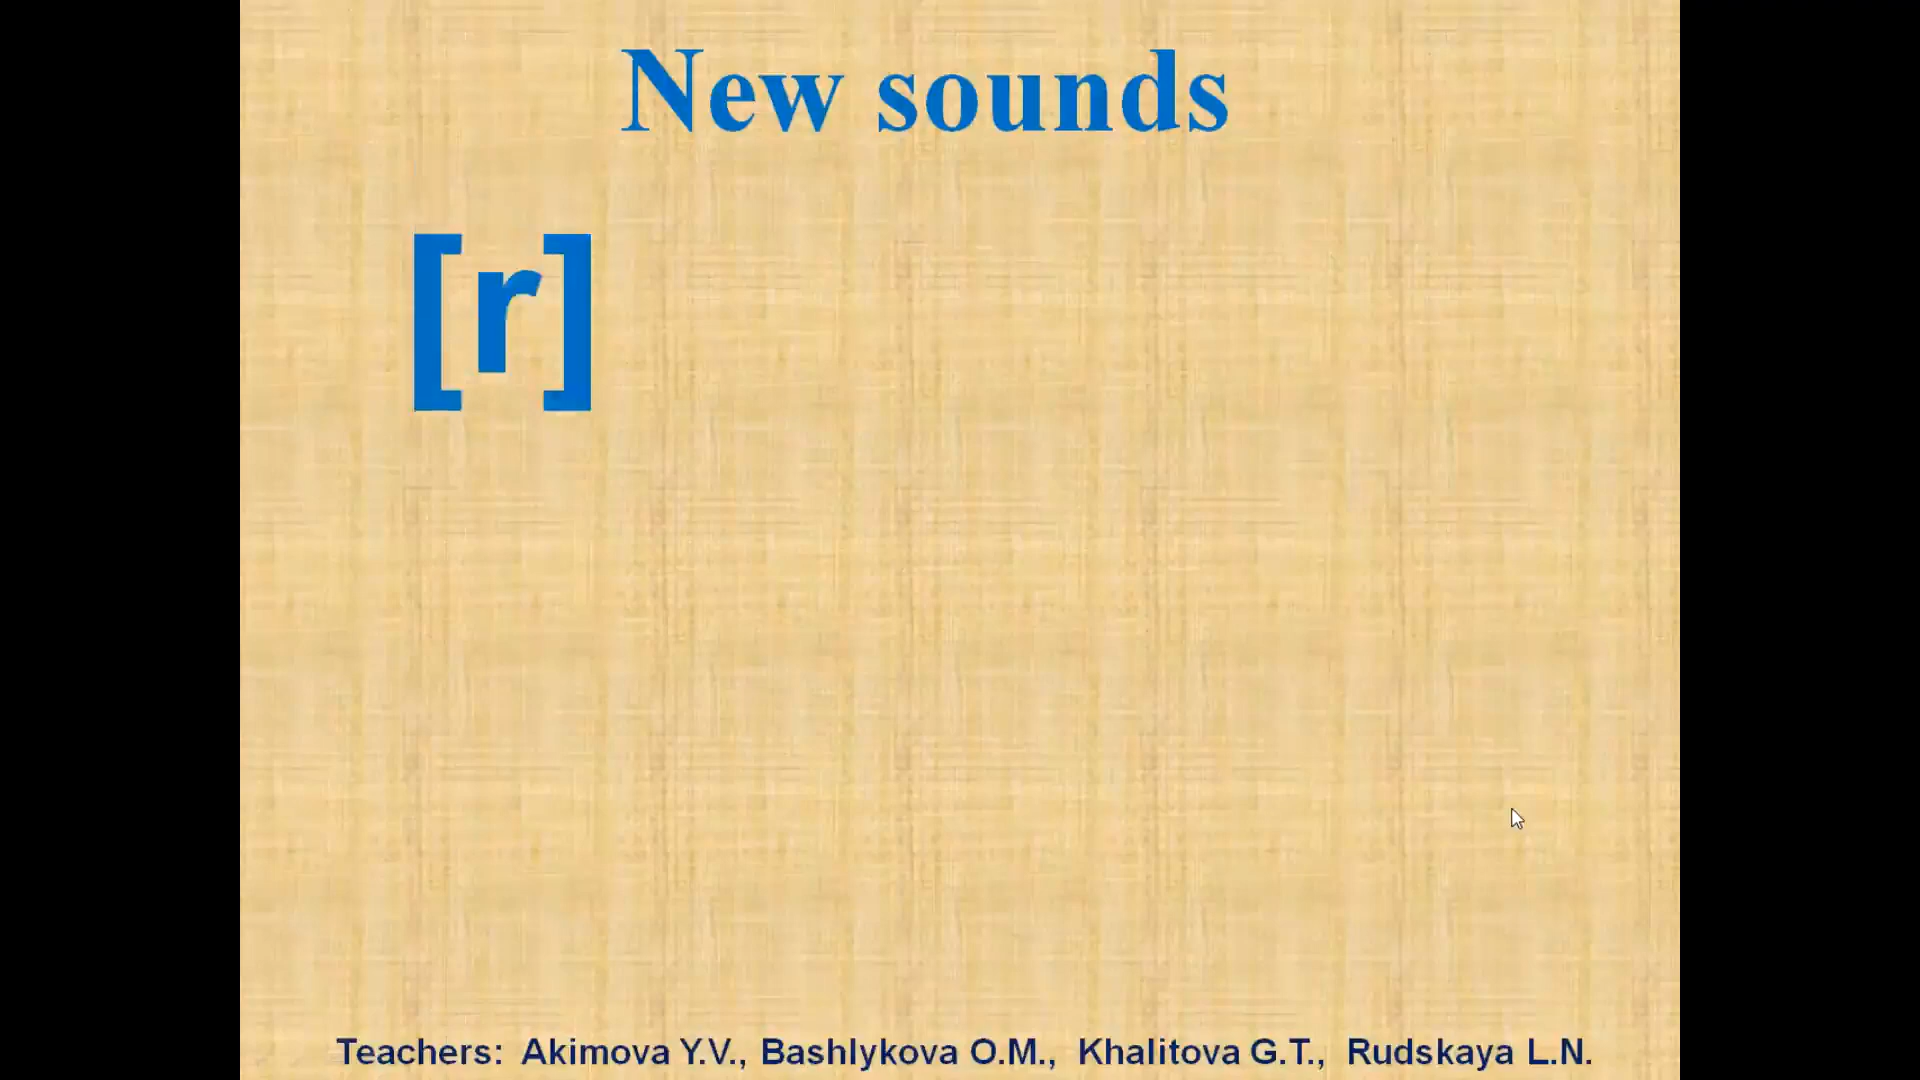 New sounds
[r]
Teachers: Akimova Y.V., Bashlykova O.M., Khalitova G.T., Rudskaya L.N.